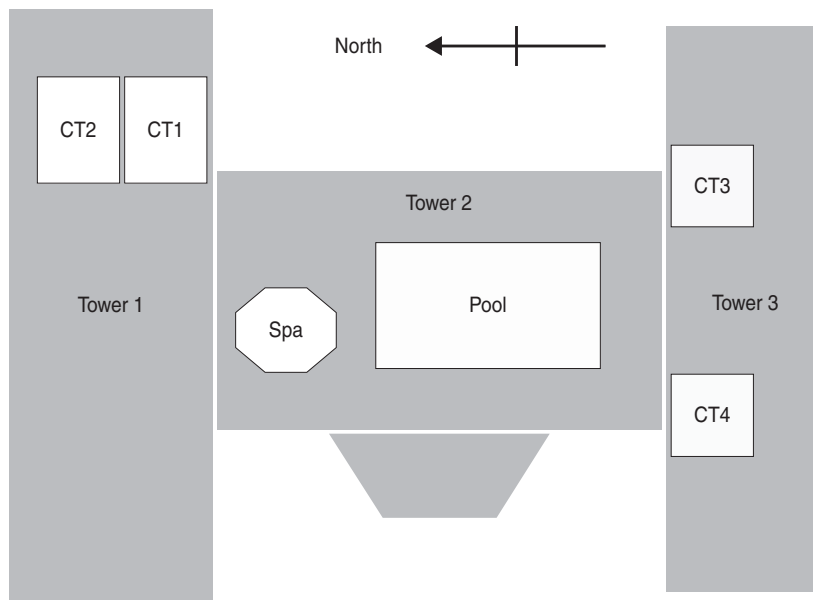 North
CT2
CT1
CT3
Tower 2
Tower 1
Spa
Pool
Tower 3
CT4